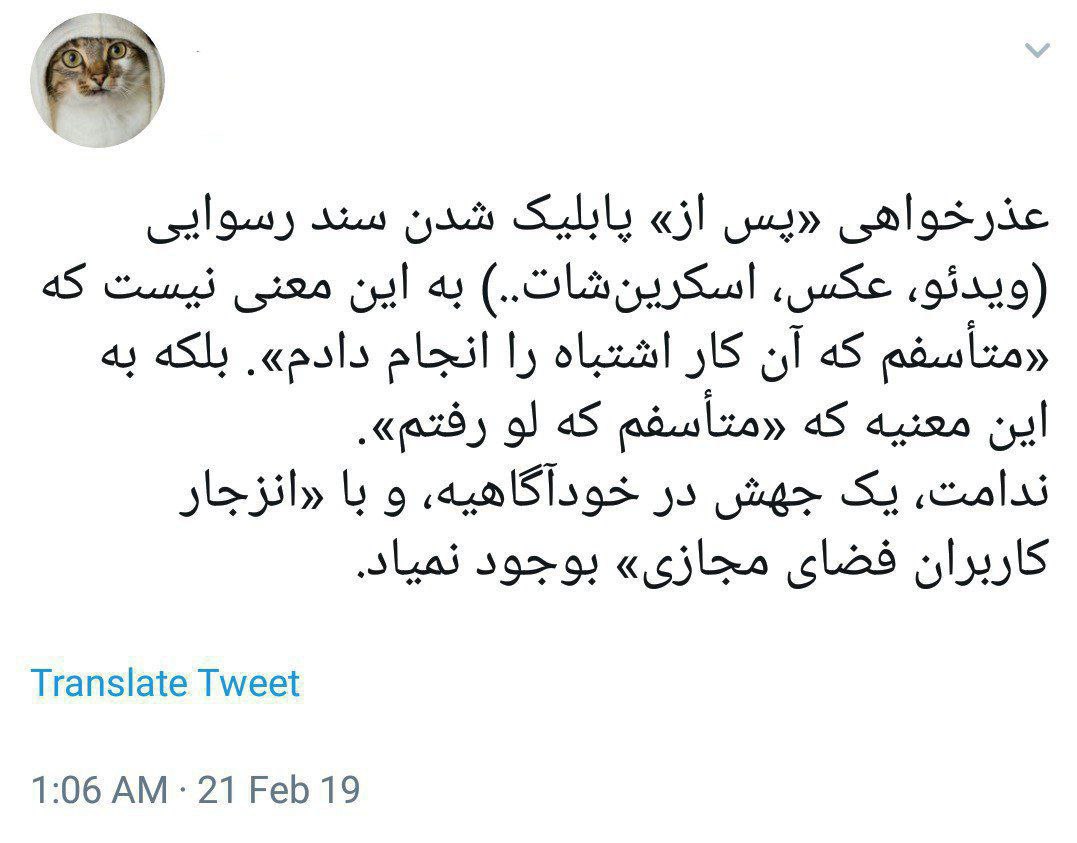 عذرخواهی «پس از» پابلیک شدن سند رسوایی
(ویدئو، عکس، اسکرین‌شات..) به این معنی نیست که
«متأسفم که آن کار اشتباه را انجام دادم». بلکه به
این معنیه که «متأسفم که لو رفتم».
ندامت، یک جهش در خودآگاهیه، و با «انزجار
کاربران فضای مجازی» بوجود نمیاد.
Translate Tweet
1:06 AM · 21 Feb 19